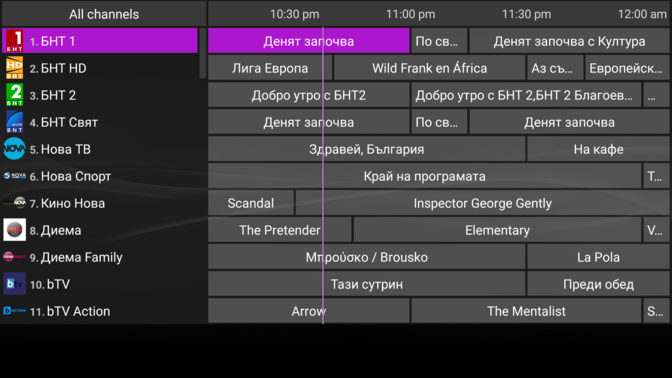 All channels 10:30 pm 11:00 pm 11:30 pm 12:00 am
1. БНТ 1 Денят започва По св... Денят започва с Култура
2. БНТ HD Лига Европа Wild Frank en África Аз съ... Европейск...
3. БНТ 2 Добро утро с БНТ2 Добро утро с БНТ 2,БНТ 2 Благоев... ...
4. БНТ Свят Денят започва По св... Денят започва
5. Нова ТВ Здравей, България На кафе
6. Нова Спорт Край на програмата Т...
7. Кино Нова Scandal Inspector George Gently
8. Диема The Pretender Elementary V...
9. Диема Family Μπρούσκο / Brousko La Pola
10. bTV Тази сутрин Преди обед
11. bTV Action Arrow The Mentalist S...